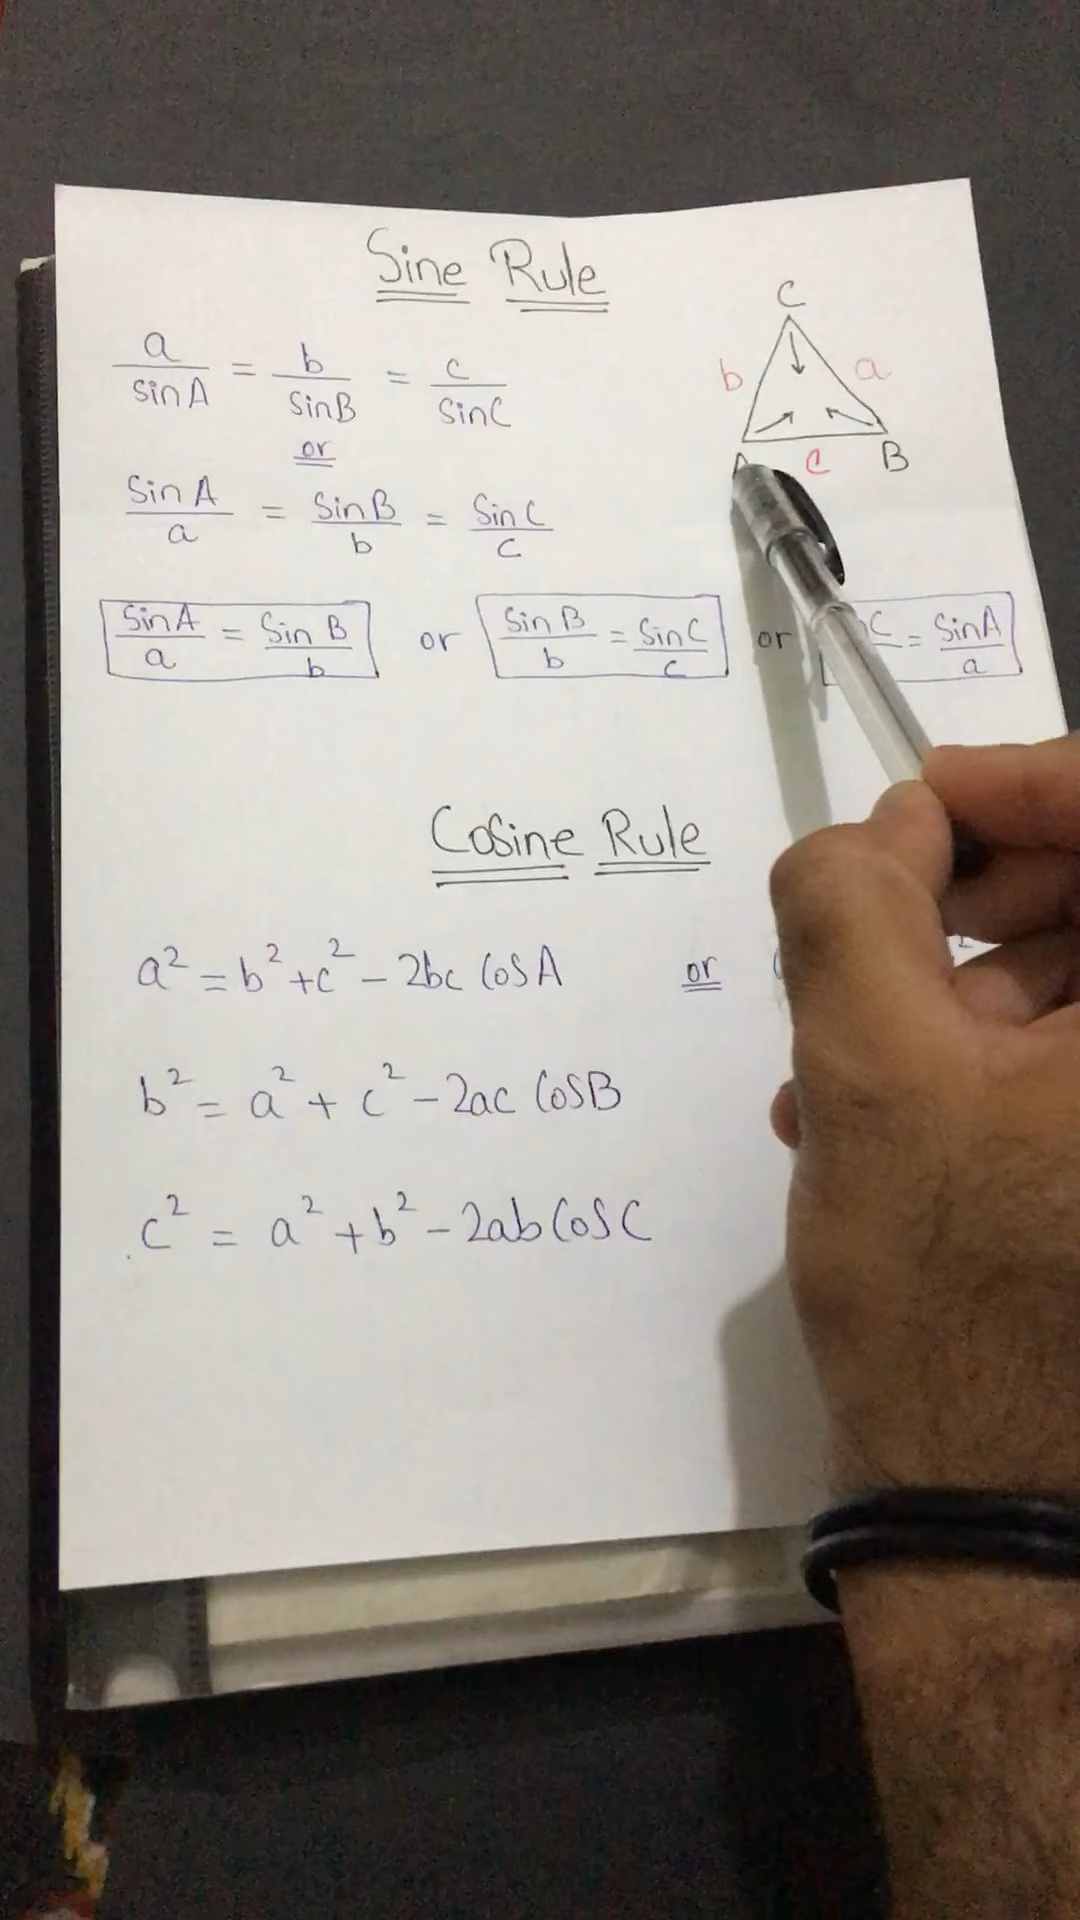 Sine Rule
C
b a
A c B
a/sinA = b/sinB = c/sinC
or
SinA/a = SinB/b = SinC/c
SinA/a = SinB/b or SinB/b = SinC/c or C = SinA/a
Cosine Rule
a² = b² + c² - 2bc CosA or
b² = a² + c² - 2ac CosB
c² = a² + b² - 2ab CosC